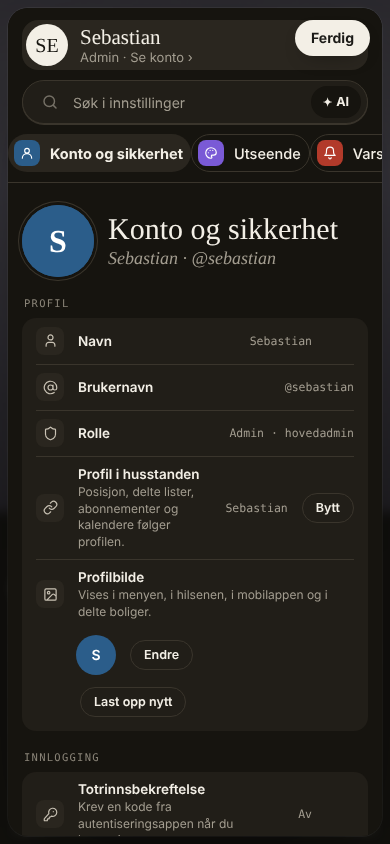 SE
Sebastian
Admin · Se konto ›
Ferdig
Søk i innstillinger
AI
Konto og sikkerhet
Utseende
Vars
S
Konto og sikkerhet
Sebastian · @sebastian
PROFIL
Navn
Sebastian
Brukernavn
@sebastian
Rolle
Admin · hovedadmin
Profil i husstanden
Posisjon, delte lister,
abonnementer og
kalendere følger
profilen.
Sebastian
Bytt
Profilbilde
Vises i menyen, i hilsenen, i mobilappen og i
delte boliger.
S
Endre
Last opp nytt
INNLOGGING
Totrinnsbekreftelse
Krev en kode fra
autentiseringsappen når du
Av